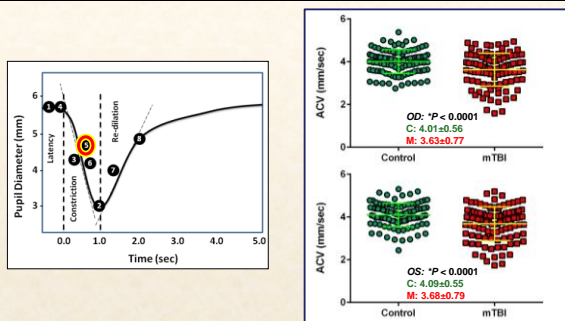 Pupil Diameter (mm)
6
5
4
3
Latency
Constriction
Re-dilation
1
4
5
3
6
2
7
8
0.0 1.0 2.0 3.0 4.0 5.0
Time (sec)
ACV (mm/sec)
6
4
2
0
OD: *P < 0.0001
C: 4.01±0.56
M: 3.63±0.77
Control mTBI
ACV (mm/sec)
6
4
2
0
OS: *P < 0.0001
C: 4.09±0.55
M: 3.68±0.79
Control mTBI